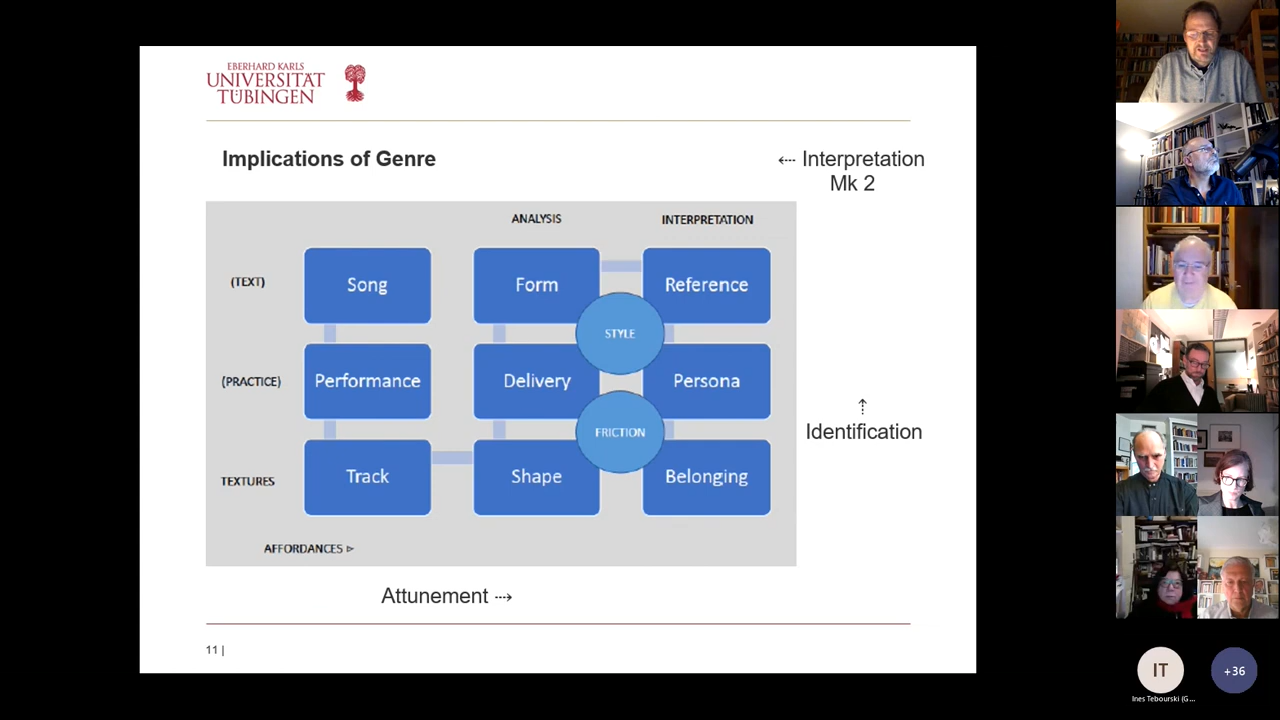 EBERHARD KARLS
UNIVERSITÄT
TÜBINGEN
Implications of Genre
⇠ Interpretation
Mk 2
ANALYSIS
INTERPRETATION
(TEXT)
Song
Form
Reference
STYLE
(PRACTICE)
Performance
Delivery
Persona
⇡
Identification
FRICTION
TEXTURES
Track
Shape
Belonging
AFFORDANCES ⊳
Attunement ⇢
11 |
IT
+36
Ines Tebourski (G...